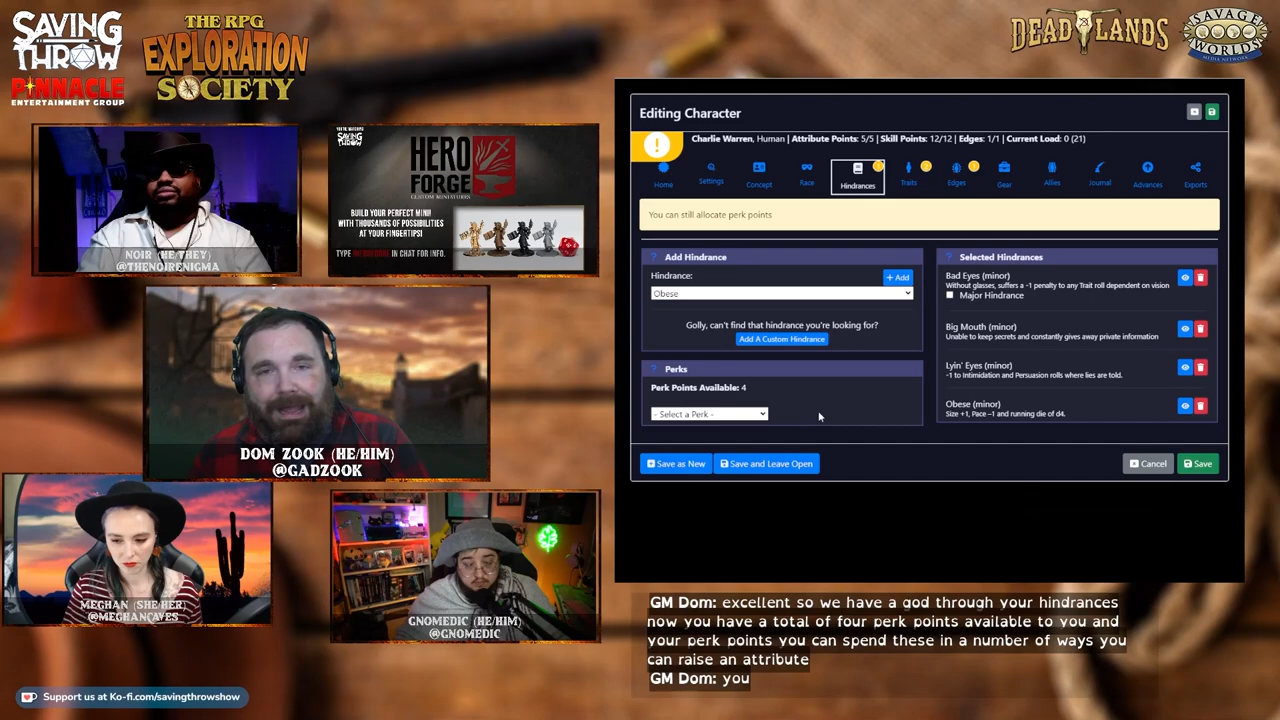 SAVING
THROW
PINNACLE
ENTERTAINMENT GROUP
THE RPG
EXPLORATION
SOCIETY
DEADLANDS
SAVAGE
WORLDS
MEDIA NETWORK
NOIR (HE/THEY)
@THENOIRENIGMA
SAVING
THROW
HERO
FORGE
CUSTOM MINIATURES
BUILD YOUR PERFECT MINI!
WITH THOUSANDS OF POSSIBILITIES
AT YOUR FINGERTIPS!
TYPE IN CHAT FOR INFO.
DOM ZOOK (HE/HIM)
@GADZOOK
MEGHAN (SHE/HER)
@MEGHANCAVES
GNOMEDIC (HE/HIM)
@GNOMEDIC
Support us at Ko-fi.com/savingthrowshow
Editing Character
Charlie Warren, Human | Attribute Points: 5/5 | Skill Points: 12/12 | Edges: 1/1 | Current Load: 0 (21)
Home
Settings
Concept
Race
Hindrances
Traits
Edges
Gear
Allies
Journal
Advances
Exports
You can still allocate perk points
? Add Hindrance
Hindrance:
+ Add
Obese
Golly, can't find that hindrance you're looking for?
Add A Custom Hindrance
? Perks
Perk Points Available: 4
- Select a Perk -
? Selected Hindrances
Bad Eyes (minor)
Without glasses, suffers a -1 penalty to any Trait roll dependent on vision
Major Hindrance
Big Mouth (minor)
Unable to keep secrets and constantly gives away private information
Lyin' Eyes (minor)
-1 to Intimidation and Persuasion rolls where lies are told.
Obese (minor)
Size +1, Pace –1 and running die of d4.
Save as New
Save and Leave Open
Cancel
Save
GM Dom: excellent so we have a god through your hindrances
now you have a total of four perk points available to you and
your perk points you can spend these in a number of ways you
can raise an attribute
GM Dom: you